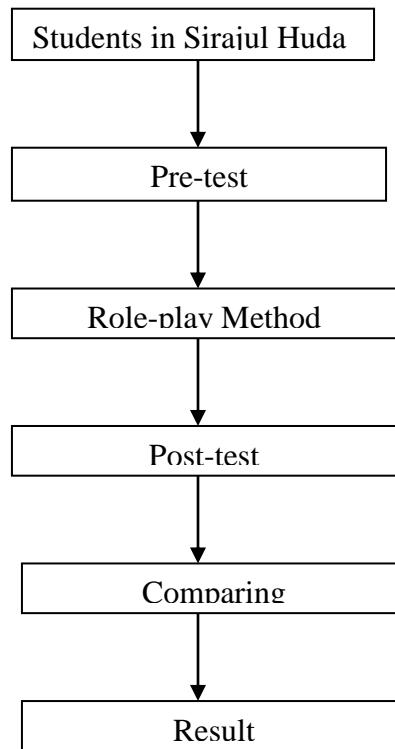 Students in Sirajul Huda
Pre-test
Role-play Method
Post-test
Comparing
Result